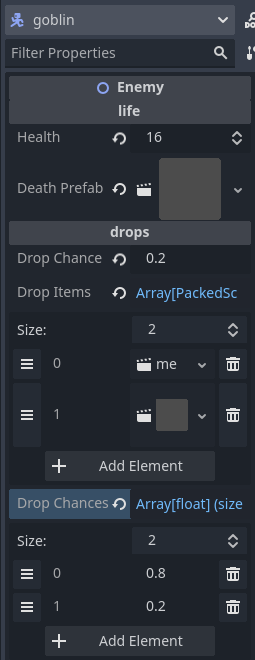 goblin
Filter Properties
Enemy
life
Health 16
Death Prefab
drops
Drop Chance 0.2
Drop Items Array[PackedSc
Size: 2
0 me
1
Add Element
Drop Chances Array[float] (size
Size: 2
0 0.8
1 0.2
Add Element